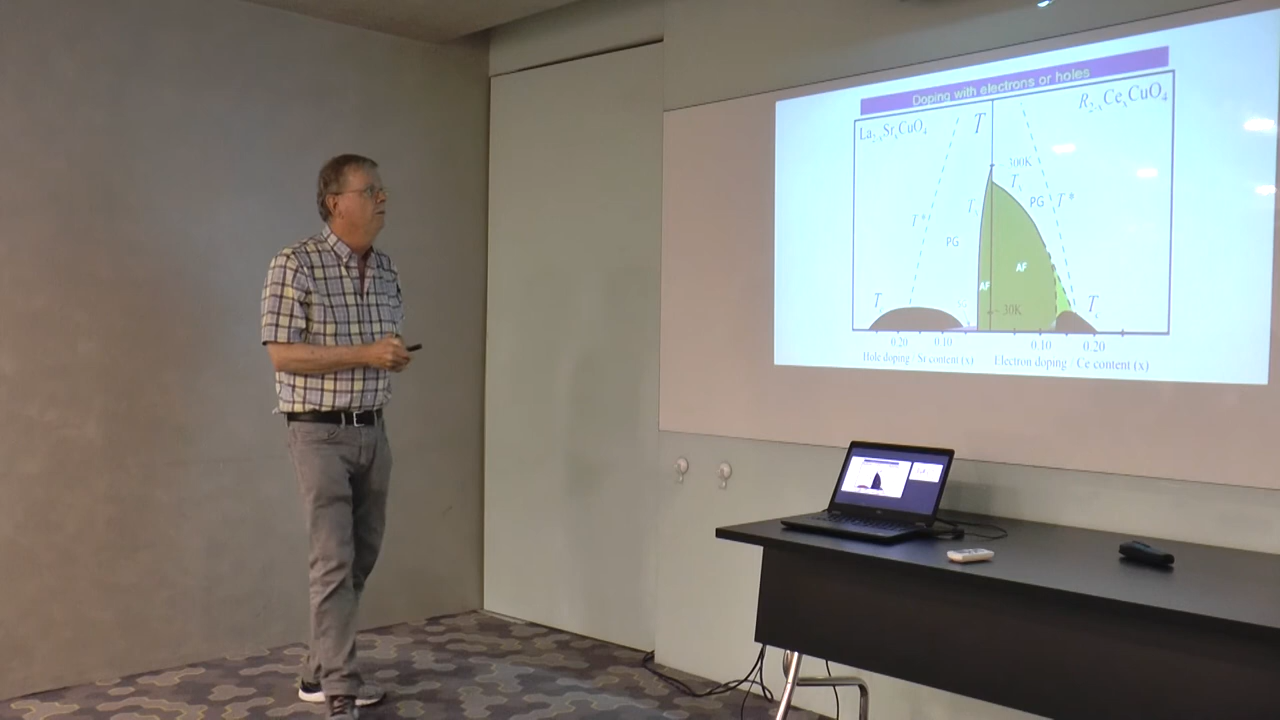 Doping with electrons or holes
La2-xSrxCuO4
T
R2-xCexCuO4
300K
TN
TN
T*
PG
T*
PG
AF
AF
Tc
30K
Tc
0.20 0.10 0.10 0.20
Hole doping / Sr content (x) Electron doping / Ce content (x)